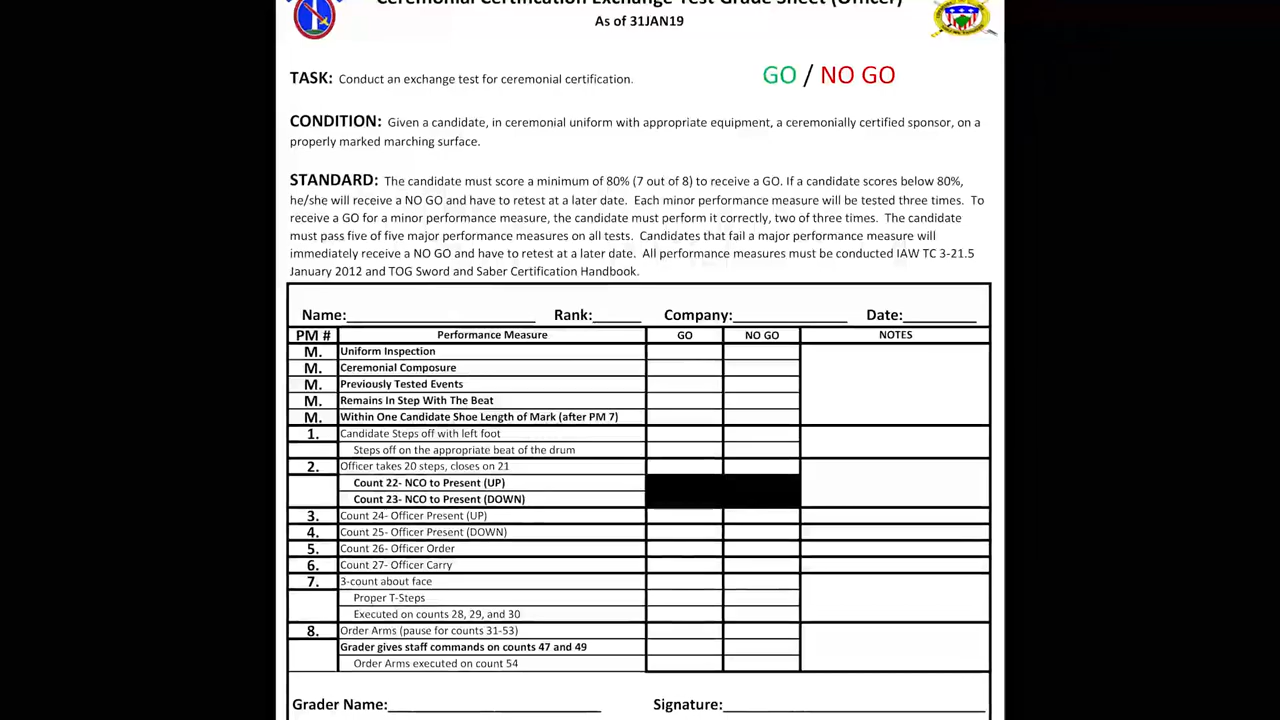 Ceremonial Certification Exchange Test Grade Sheet (Officer)
As of 31JAN19
TASK: Conduct an exchange test for ceremonial certification.
GO / NO GO
CONDITION: Given a candidate, in ceremonial uniform with appropriate equipment, a ceremonially certified sponsor, on a
properly marked marching surface.
STANDARD: The candidate must score a minimum of 80% (7 out of 8) to receive a GO. If a candidate scores below 80%,
he/she will receive a NO GO and have to retest at a later date. Each minor performance measure will be tested three times. To
receive a GO for a minor performance measure, the candidate must perform it correctly, two of three times. The candidate
must pass five of five major performance measures on all tests. Candidates that fail a major performance measure will
immediately receive a NO GO and have to retest at a later date. All performance measures must be conducted IAW TC 3-21.5
January 2012 and TOG Sword and Saber Certification Handbook.
Name:____________ Rank:______ Company:____________ Date:________
PM # Performance Measure GO NO GO NOTES
M. Uniform Inspection
M. Ceremonial Composure
M. Previously Tested Events
M. Remains In Step With The Beat
M. Within One Candidate Shoe Length of Mark (after PM 7)
1. Candidate Steps off with left foot
Steps off on the appropriate beat of the drum
2. Officer takes 20 steps, closes on 21
Count 22- NCO to Present (UP)
Count 23- NCO to Present (DOWN)
3. Count 24- Officer Present (UP)
4. Count 25- Officer Present (DOWN)
5. Count 26- Officer Order
6. Count 27- Officer Carry
7. 3-count about face
Proper T-Steps
Executed on counts 28, 29, and 30
8. Order Arms (pause for counts 31-53)
Grader gives staff commands on counts 47 and 49
Order Arms executed on count 54
Grader Name:____________ Signature:____________